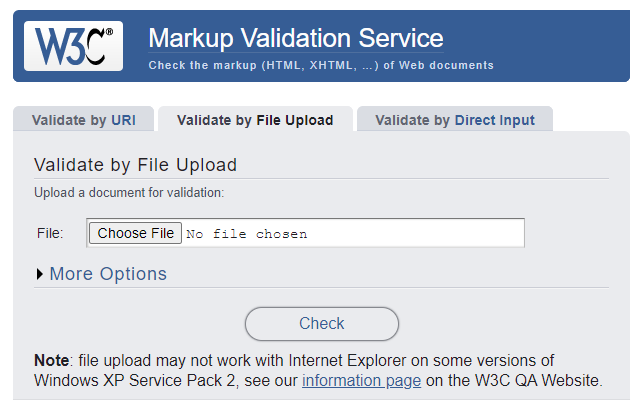 W3C® Markup Validation Service
Check the markup (HTML, XHTML, …) of Web documents
Validate by URI Validate by File Upload Validate by Direct Input
Validate by File Upload
Upload a document for validation:
File: Choose File No file chosen
More Options
Check
Note: file upload may not work with Internet Explorer on some versions of
Windows XP Service Pack 2, see our information page on the W3C QA Website.